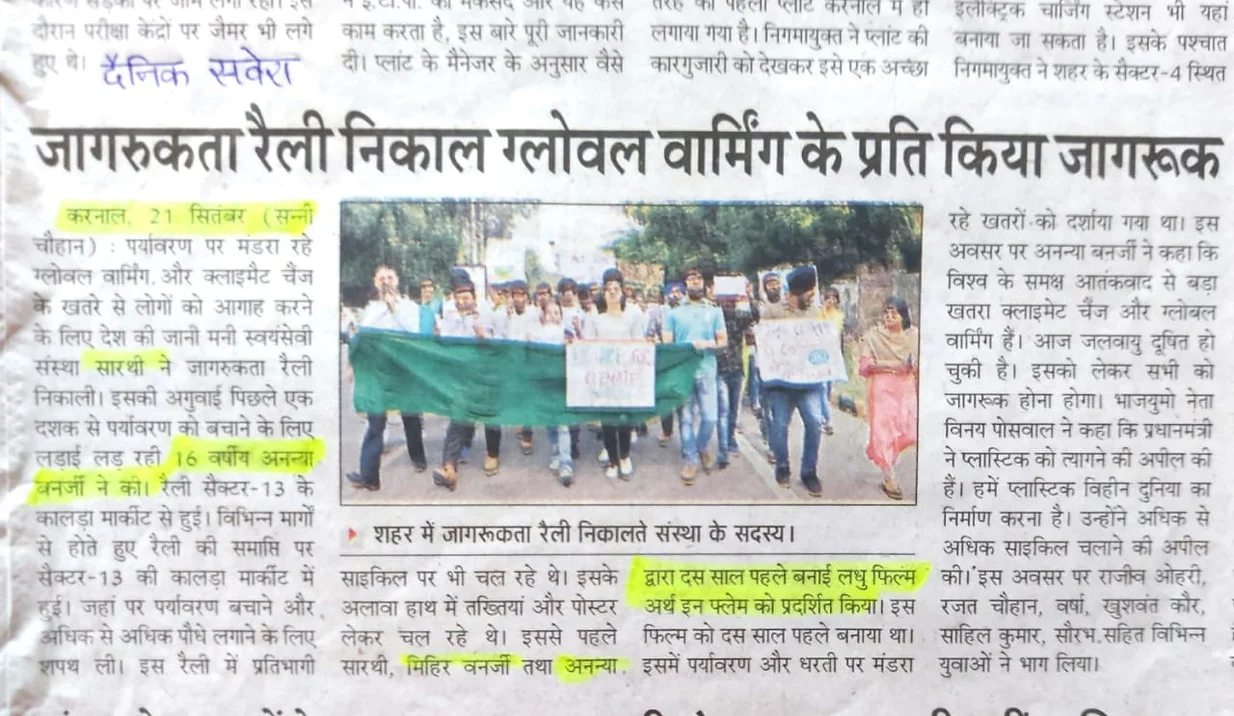 दौरान परीक्षा केंद्रों पर जैमर भी लगे
हुए थे।
दैनिक सवेरा
काम करता है, इस बारे पूरी जानकारी
दी। प्लांट के मैनेजर के अनुसार वैसे
तरह का पहला प्लांट करनाल में ही
लगाया गया है। निगमायुक्त ने प्लांट की
कारगुजारी को देखकर इसे एक अच्छा
इलैक्ट्रिक चार्जिंग स्टेशन भी यहां
बनाया जा सकता है। इसके पश्चात
निगमायुक्त ने शहर के सैक्टर-4 स्थित
जागरुकता रैली निकाल ग्लोवल वार्मिंग के प्रति किया जागरूक
करनाल, 21 सितंबर (सन्नी
चौहान) : पर्यावरण पर मंडरा रहे
ग्लोवल वार्मिंग. और क्लाइमैट चैंज
के खतरे से लोगों को आगाह करने
के लिए देश की जानी मनी स्वयंसेवी
संस्था सारथी ने जागरुकता रैली
निकाली। इसकी अगुवाई पिछले एक
दशक से पर्यावरण को बचाने के लिए
लड़ाई लड़ रही 16 वर्षीय अनन्या
बनर्जी ने की। रैली सैक्टर-13 के
कालड़ा मार्कीट से हुई। विभिन्न मार्गों
से होते हुए रैली की समाप्ति पर
सैक्टर-13 की कालड़ा मार्कीट में
हुई। जहां पर पर्यावरण बचाने और
अधिक से अधिक पौधे लगाने के लिए
शपथ ली। इस रैली में प्रतिभागी
CLIMATE
शहर में जागरूकता रैली निकालते संस्था के सदस्य।
साइकिल पर भी चल रहे थे। इसके
अलावा हाथ में तख्तियां और पोस्टर
लेकर चल रहे थे। इससे पहले
सारथी, मिहिर वनर्जी तथा अनन्या
द्वारा दस साल पहले बनाई लधु फिल्म
अर्थ इन फ्लेम को प्रदर्शित किया। इस
फिल्म को दस साल पहले बनाया था।
इसमें पर्यावरण और धरती पर मंडरा
रहे खतरों को दर्शाया गया था। इस
अवसर पर अनन्या बनर्जी ने कहा कि
विश्व के समक्ष आतंकवाद से बड़ा
खतरा क्लाइमेट चैंज और ग्लोबल
वार्मिंग हैं। आज जलवायु दूषित हो
चुकी है। इसको लेकर सभी को
जागरूक होना होगा। भाजयुमो नेता
विनय पोसवाल ने कहा कि प्रधानमंत्री
ने प्लास्टिक को त्यागने की अपील की
हैं। हमें प्लास्टिक विहीन दुनिया का
निर्माण करना है। उन्होंने अधिक से
अधिक साइकिल चलाने की अपील
की। इस अवसर पर राजीव ओहरी,
रजत चौहान, वर्षा, खुशवंत कौर,
साहिल कुमार, सौरभ सहित विभिन्न
युवाओं ने भाग लिया।